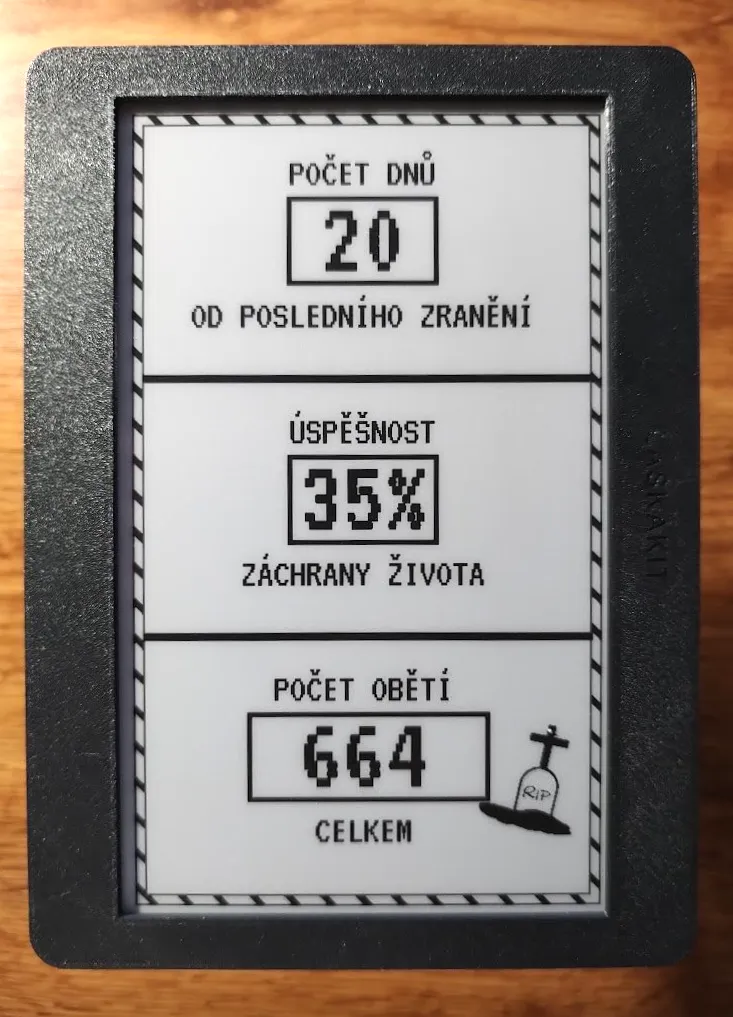 POČET DNŮ
20
OD POSLEDNÍHO ZRANĚNÍ
ÚSPĚŠNOST
35%
ZÁCHRANY ŽIVOTA
POČET OBĚTÍ
664
RIP
CELKEM
LASKAKIT